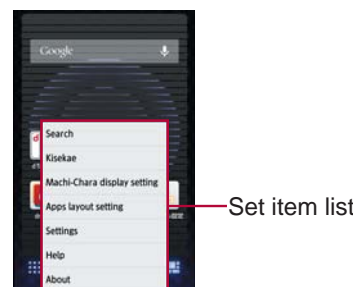 Google
Search
Kisekae
Machi-Chara display setting
Apps layout setting
Set item list
Settings
Help
About